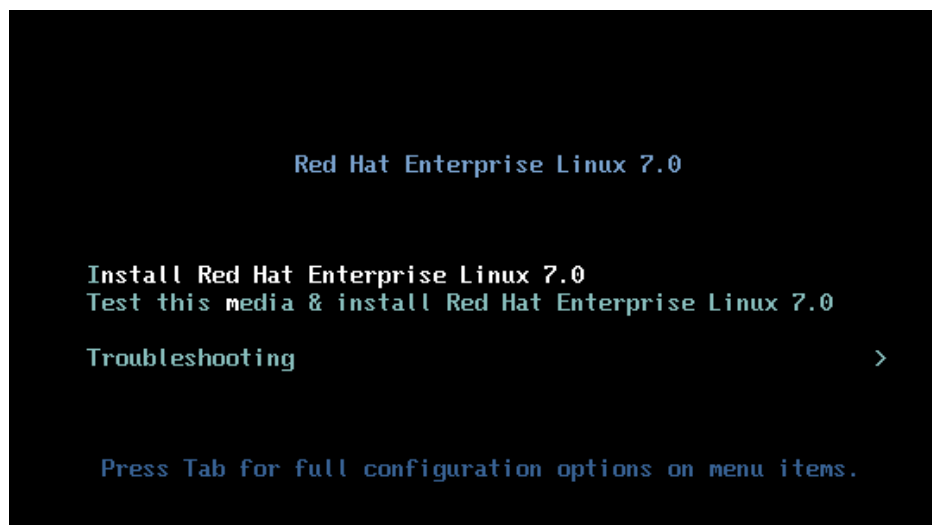 Red Hat Enterprise Linux 7.0
Install Red Hat Enterprise Linux 7.0
Test this media & install Red Hat Enterprise Linux 7.0
Troubleshooting >
Press Tab for full configuration options on menu items.